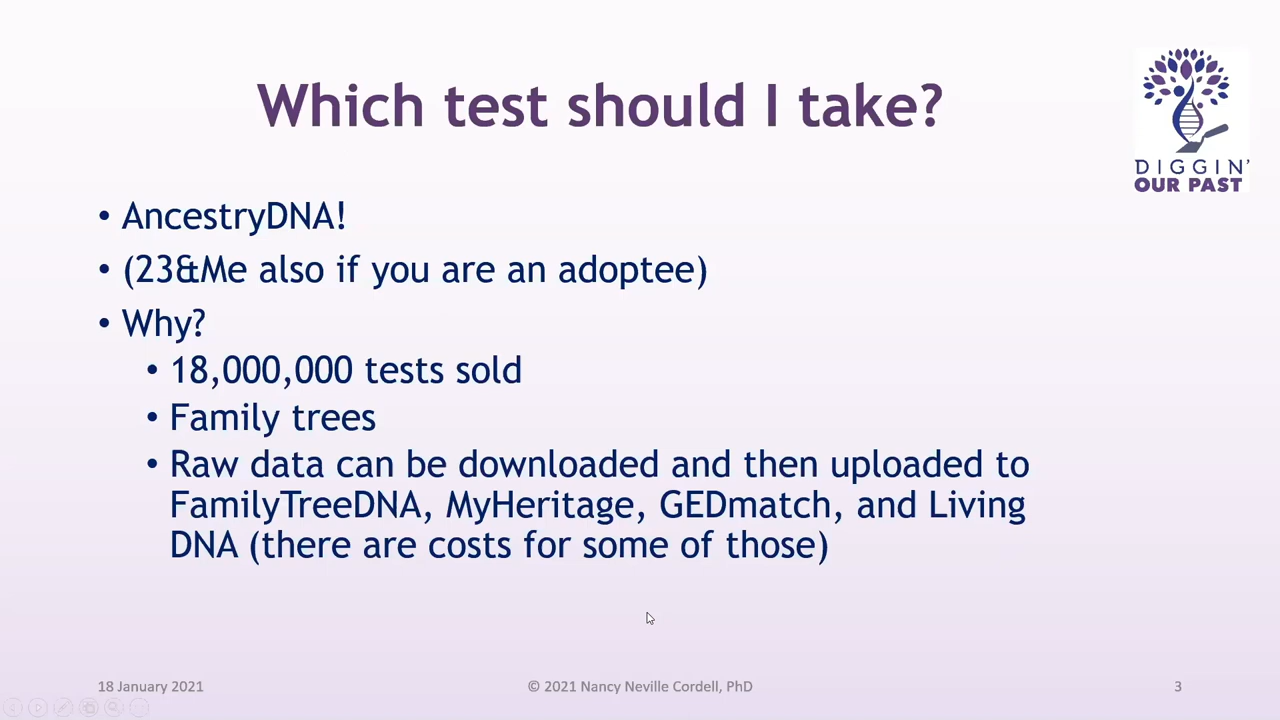 Which test should I take?
DIGGIN'
OUR PAST
• AncestryDNA!
• (23&Me also if you are an adoptee)
• Why?
• 18,000,000 tests sold
• Family trees
• Raw data can be downloaded and then uploaded to
FamilyTreeDNA, MyHeritage, GEDmatch, and Living
DNA (there are costs for some of those)
18 January 2021
© 2021 Nancy Neville Cordell, PhD
3